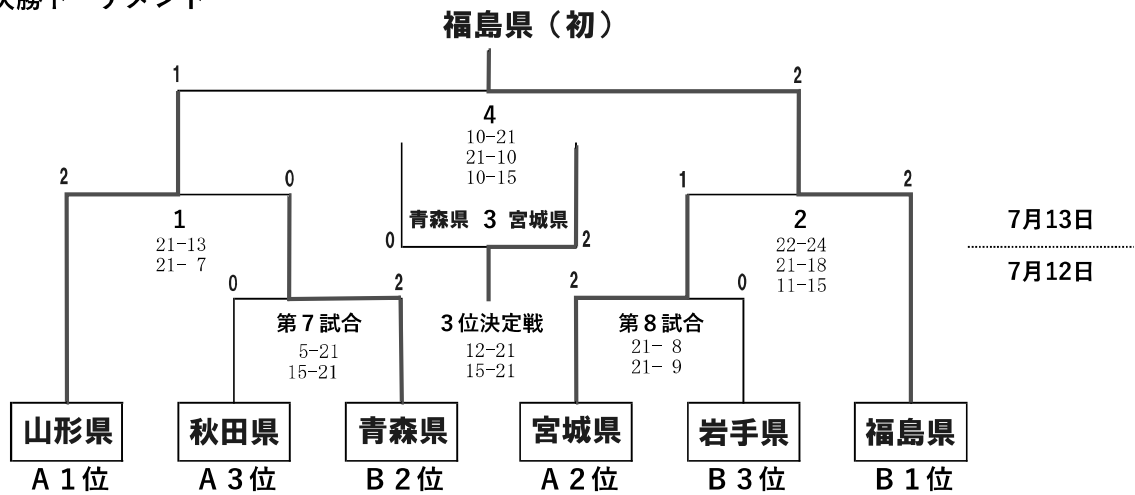 決勝トーナメント
福島県（初）
1 2
4
10-21
21-10
10-15
2 0 1 2
青森県 3 宮城県
1
21-13
21- 7
2
22-24
21-18
11-15
7月13日
0 2
7月12日
0 2 2 0
第７試合
5-21
15-21
３位決定戦
12-21
15-21
第８試合
21- 8
21- 9
山形県 秋田県 青森県 宮城県 岩手県 福島県
Ａ１位 Ａ３位 Ｂ２位 Ａ２位 Ｂ３位 Ｂ１位